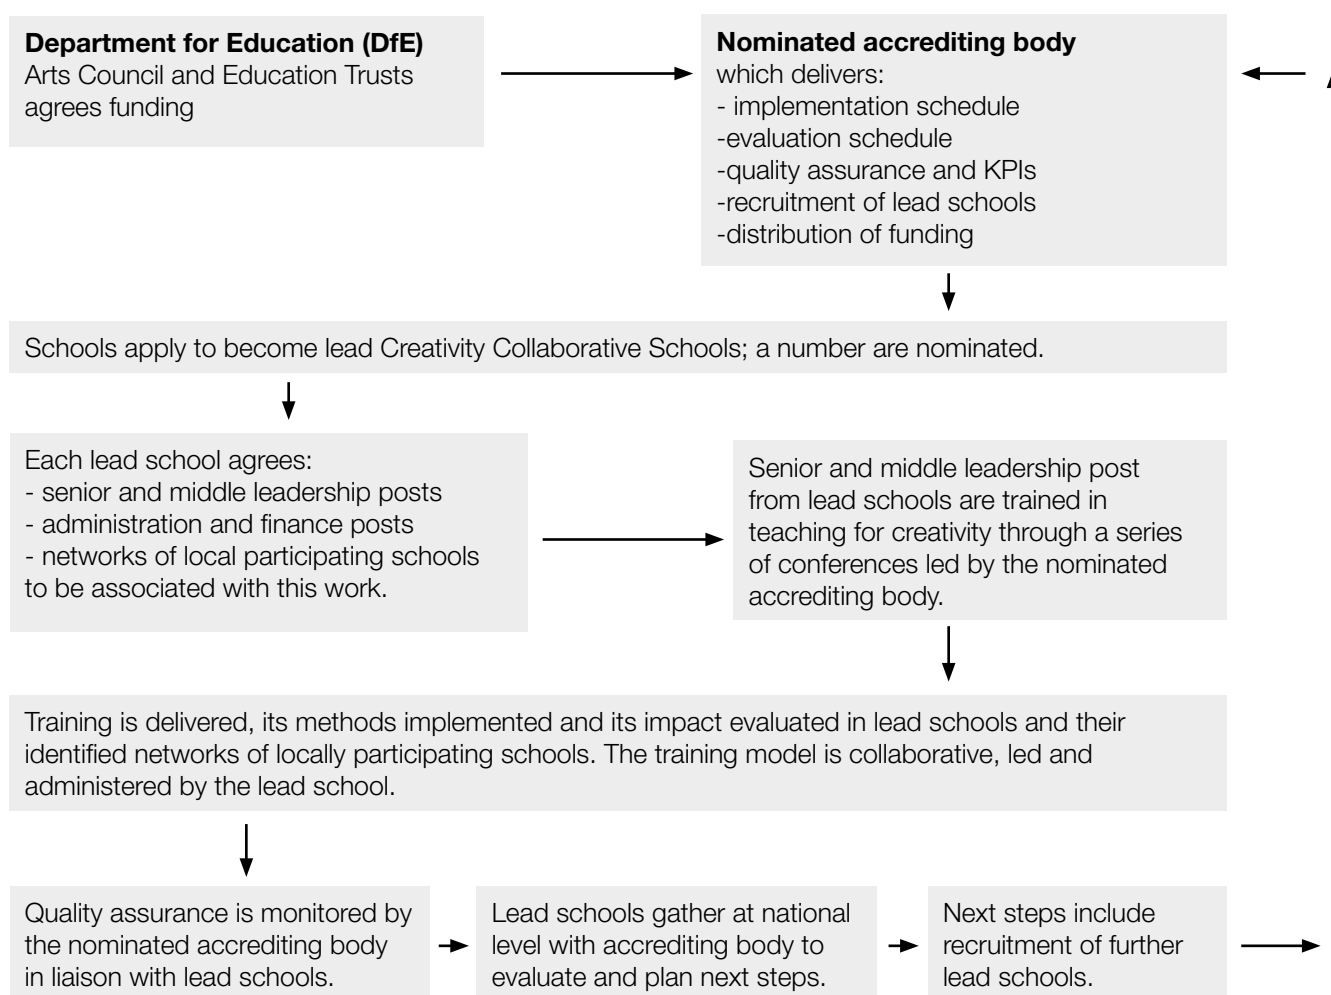 Department for Education (DfE)
Arts Council and Education Trusts
agrees funding
Nominated accrediting body
which delivers:
- implementation schedule
-evaluation schedule
-quality assurance and KPIs
-recruitment of lead schools
-distribution of funding
Schools apply to become lead Creativity Collaborative Schools; a number are nominated.
Each lead school agrees:
- senior and middle leadership posts
- administration and finance posts
- networks of local participating schools
to be associated with this work.
Senior and middle leadership post
from lead schools are trained in
teaching for creativity through a series
of conferences led by the nominated
accrediting body.
Training is delivered, its methods implemented and its impact evaluated in lead schools and their
identified networks of locally participating schools. The training model is collaborative, led and
administered by the lead school.
Quality assurance is monitored by
the nominated accrediting body
in liaison with lead schools.
Lead schools gather at national
level with accrediting body to
evaluate and plan next steps.
Next steps include
recruitment of further
lead schools.